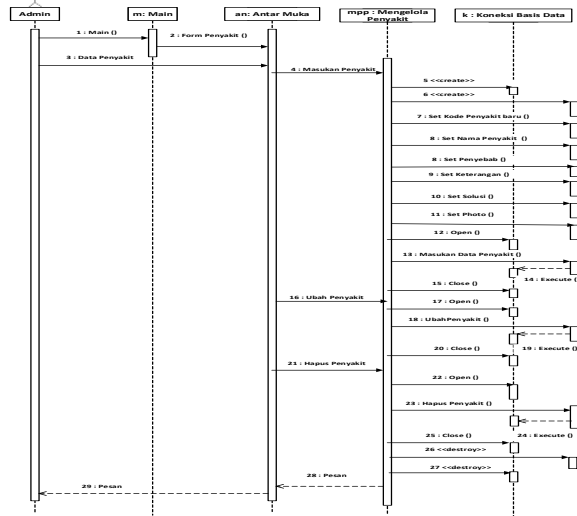 Admin
m: Main
an: Antar Muka
mpp : Mengelola
Penyakit
k : Koneksi Basis Data
1 : Main ()
2 : Form Penyakit ()
3 : Data Penyakit
4 : Masukan Penyakit
5 <<create>>
6 <<create>>
7 : Set Kode Penyakit baru ()
8 : Set Nama Penyakit ()
8 : Set Penyebab ()
9 : Set Keterangan ()
10 : Set Solusi ()
11 : Set Photo ()
12 : Open ()
13 : Masukan Data Penyakit ()
14 : Execute ()
15 : Close ()
16 : Ubah Penyakit
17 : Open ()
18 : UbahPenyakit ()
19 : Execute ()
20 : Close ()
21 : Hapus Penyakit
22 : Open ()
23 : Hapus Penyakit ()
24 : Execute ()
25 : Close ()
26 <<destroy>>
27 <<destroy>>
28 : Pesan
29 : Pesan